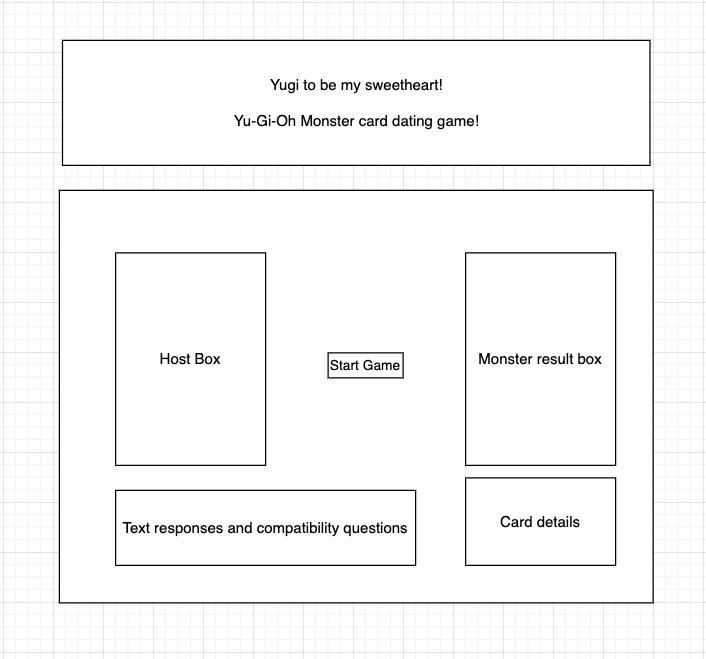 Yugi to be my sweetheart!
Yu-Gi-Oh Monster card dating game!
Host Box
Start Game
Monster result box
Text responses and compatibility questions
Card details